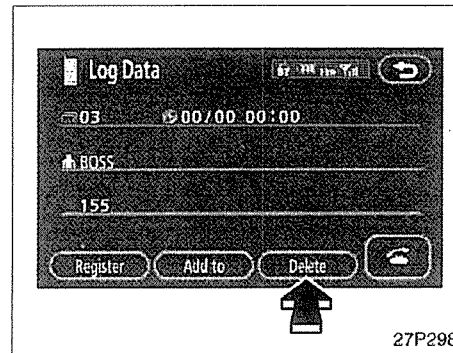 Log Data
03 00/00 00:00
BOSS
155
Register Add to Delete
27P298